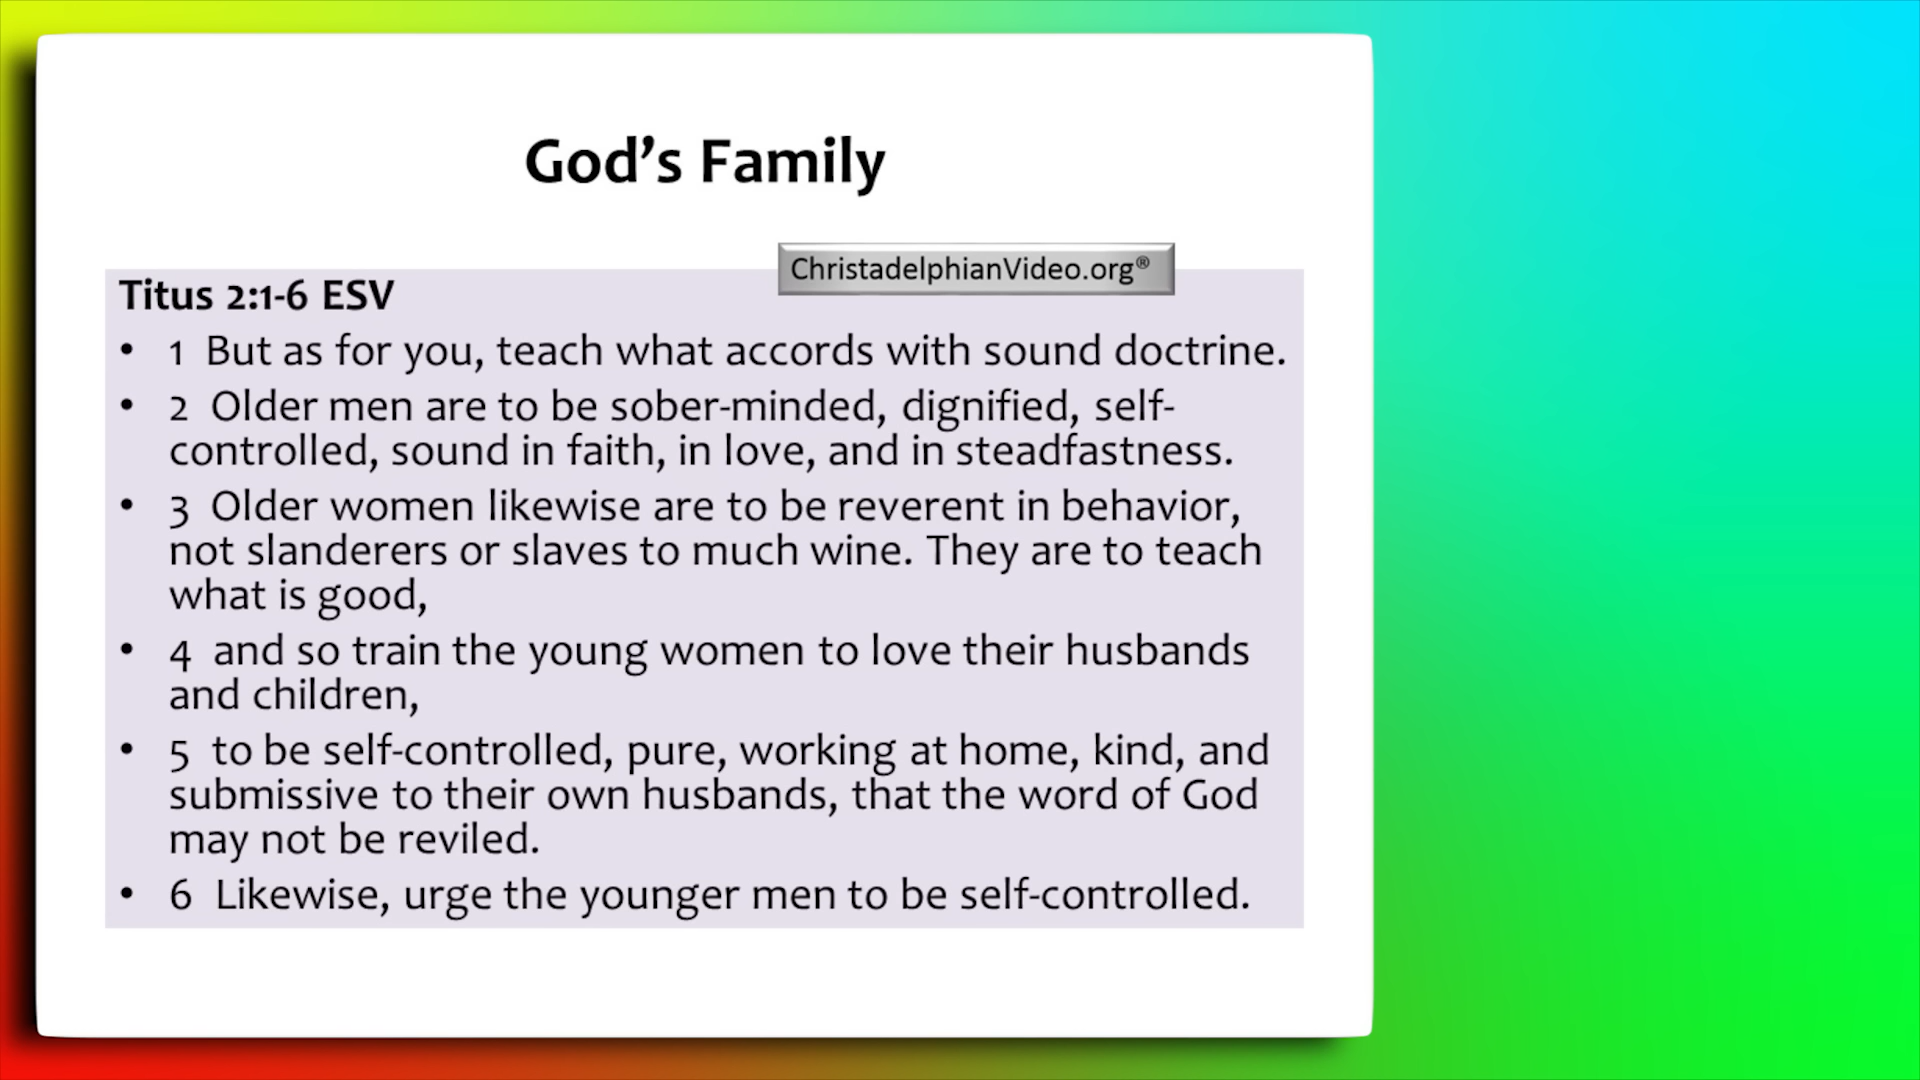 God’s Family
ChristadelphianVideo.org®
Titus 2:1-6 ESV
• 1 But as for you, teach what accords with sound doctrine.
• 2 Older men are to be sober-minded, dignified, self-
controlled, sound in faith, in love, and in steadfastness.
• 3 Older women likewise are to be reverent in behavior,
not slanderers or slaves to much wine. They are to teach
what is good,
• 4 and so train the young women to love their husbands
and children,
• 5 to be self-controlled, pure, working at home, kind, and
submissive to their own husbands, that the word of God
may not be reviled.
• 6 Likewise, urge the younger men to be self-controlled.